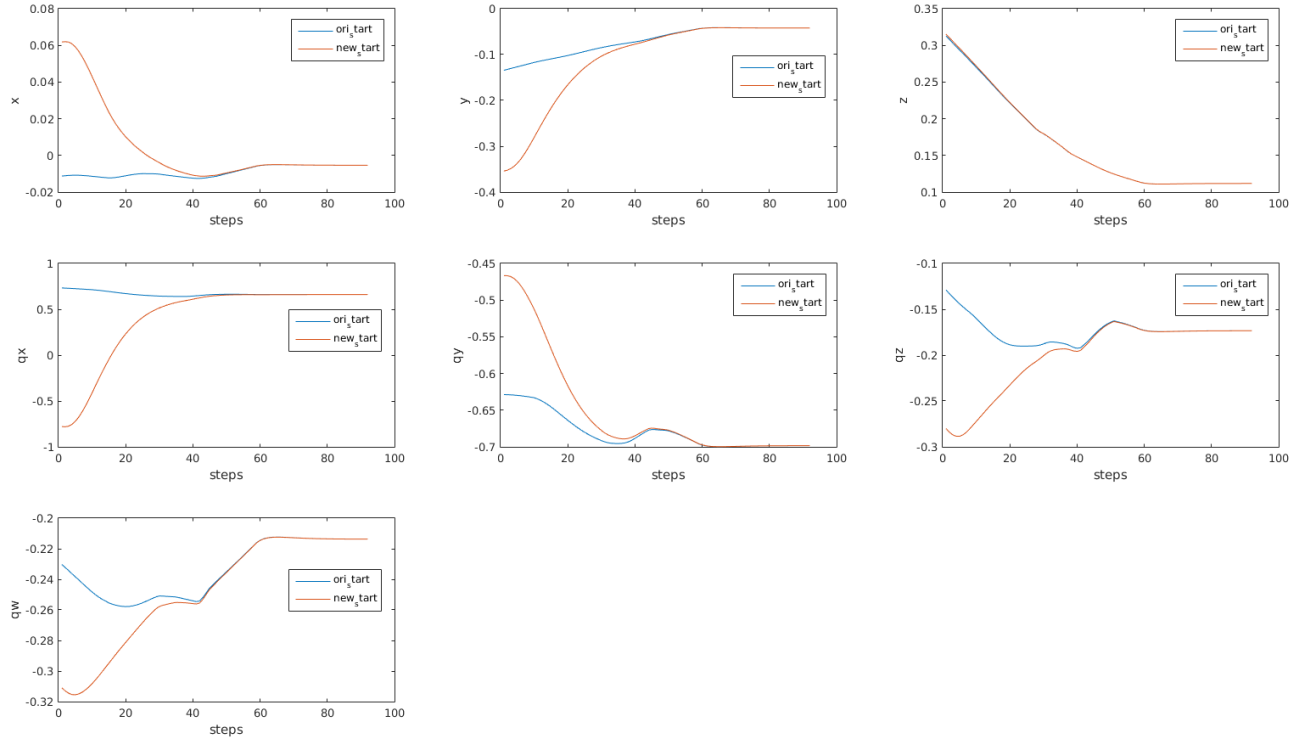 0.08
0.06
0.04
0.02
0
-0.02
x
0 20 40 60 80 100
steps
ori_start
new_start
0
-0.1
-0.2
-0.3
-0.4
y
0 20 40 60 80 100
steps
ori_start
new_start
0.35
0.3
0.25
0.2
0.15
0.1
z
0 20 40 60 80 100
steps
ori_start
new_start
1
0.5
0
-0.5
-1
qx
0 20 40 60 80 100
steps
ori_start
new_start
-0.45
-0.5
-0.55
-0.6
-0.65
-0.7
qy
0 20 40 60 80 100
steps
ori_start
new_start
-0.1
-0.15
-0.2
-0.25
-0.3
qz
0 20 40 60 80 100
steps
ori_start
new_start
-0.2
-0.22
-0.24
-0.26
-0.28
-0.3
-0.32
qw
0 20 40 60 80 100
steps
ori_start
new_start